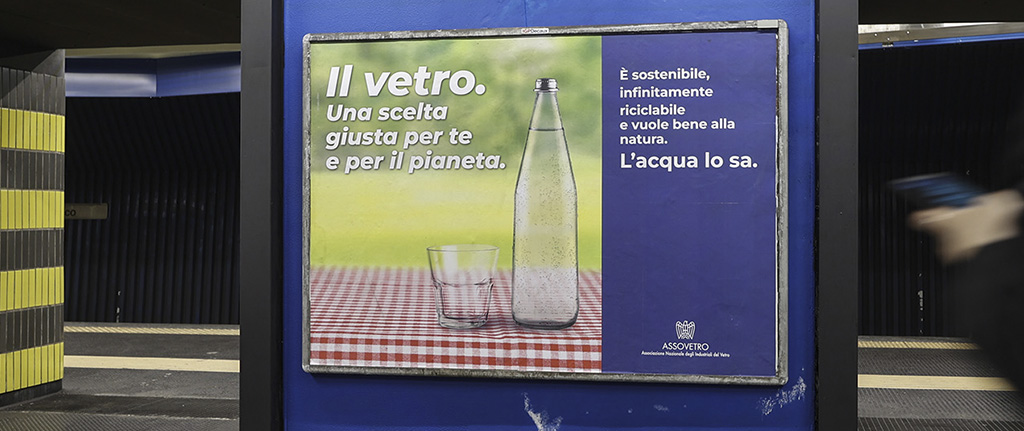 IGPDecaux
Il vetro.
Una scelta
giusta per te
e per il pianeta.
È sostenibile,
infinitamente
riciclabile
e vuole bene alla
natura.
L'acqua lo sa.
ASSOVETRO
Associazione Nazionale degli Industriali del Vetro